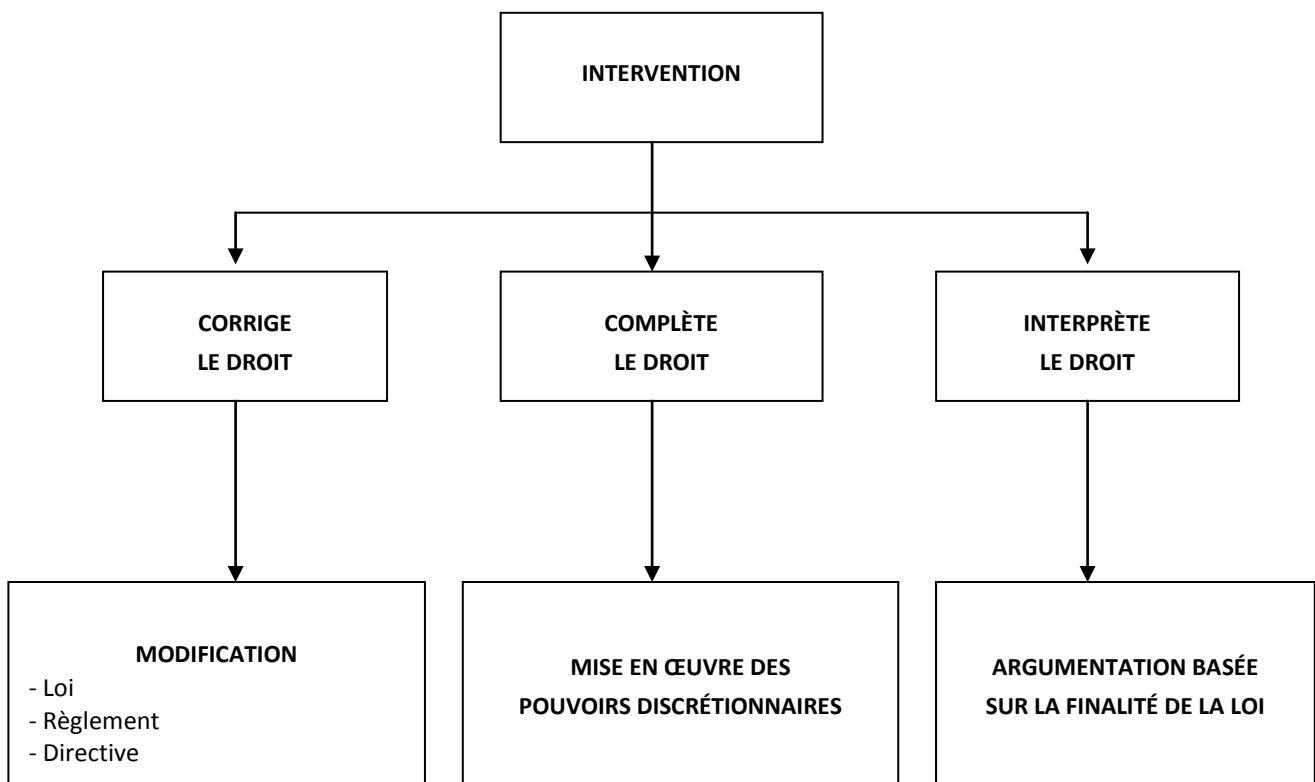 INTERVENTION
CORRIGE
LE DROIT
COMPLÈTE
LE DROIT
INTERPRÈTE
LE DROIT
MODIFICATION
- Loi
- Règlement
- Directive
MISE EN ŒUVRE DES
POUVOIRS DISCRÉTIONNAIRES
ARGUMENTATION BASÉE
SUR LA FINALITÉ DE LA LOI